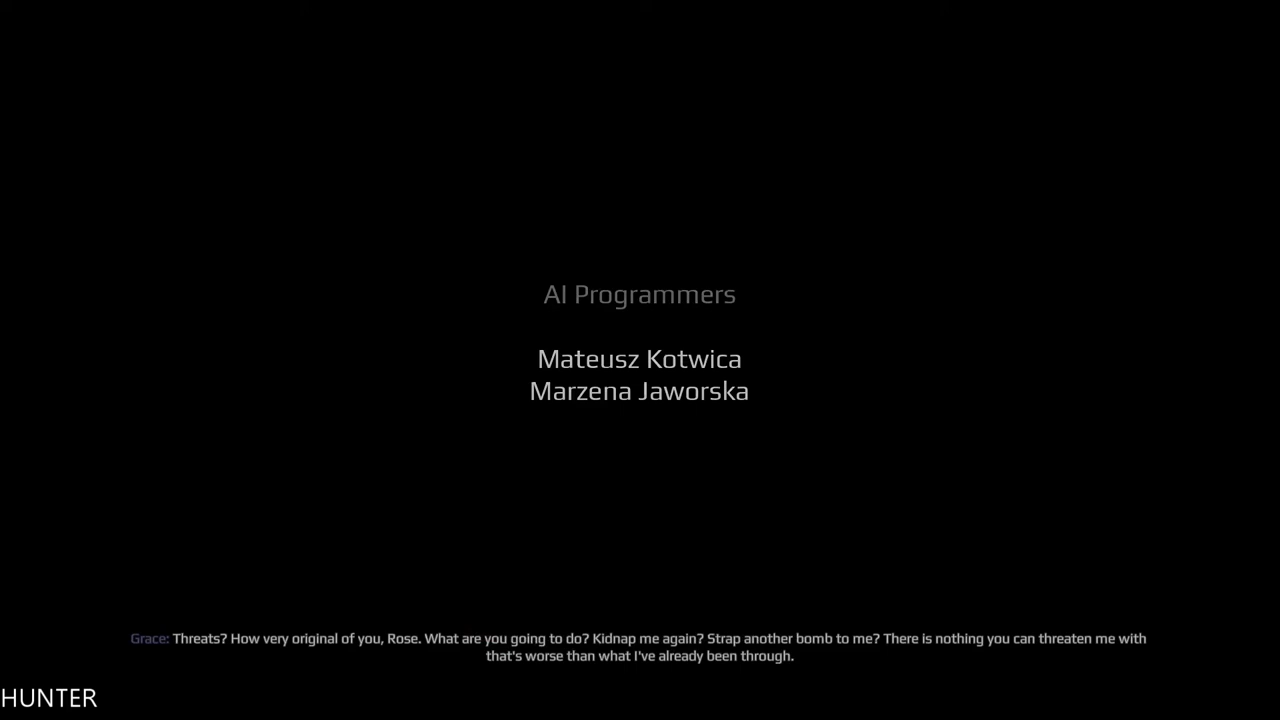 AI Programmers
Mateusz Kotwica
Marzena Jaworska
Grace: Threats? How very original of you, Rose. What are you going to do? Kidnap me again? Strap another bomb to me? There is nothing you can threaten me with
that's worse than what I've already been through.
HUNTER